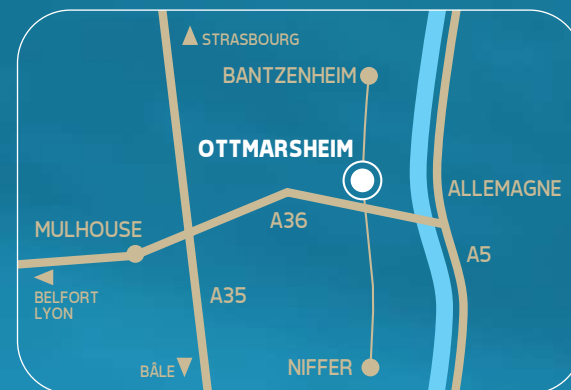 STRASBOURG
BANTZENHEIM
OTTMARSHEIM
ALLEMAGNE
MULHOUSE
A36
A5
BELFORT
LYON
A35
BÂLE
NIFFER